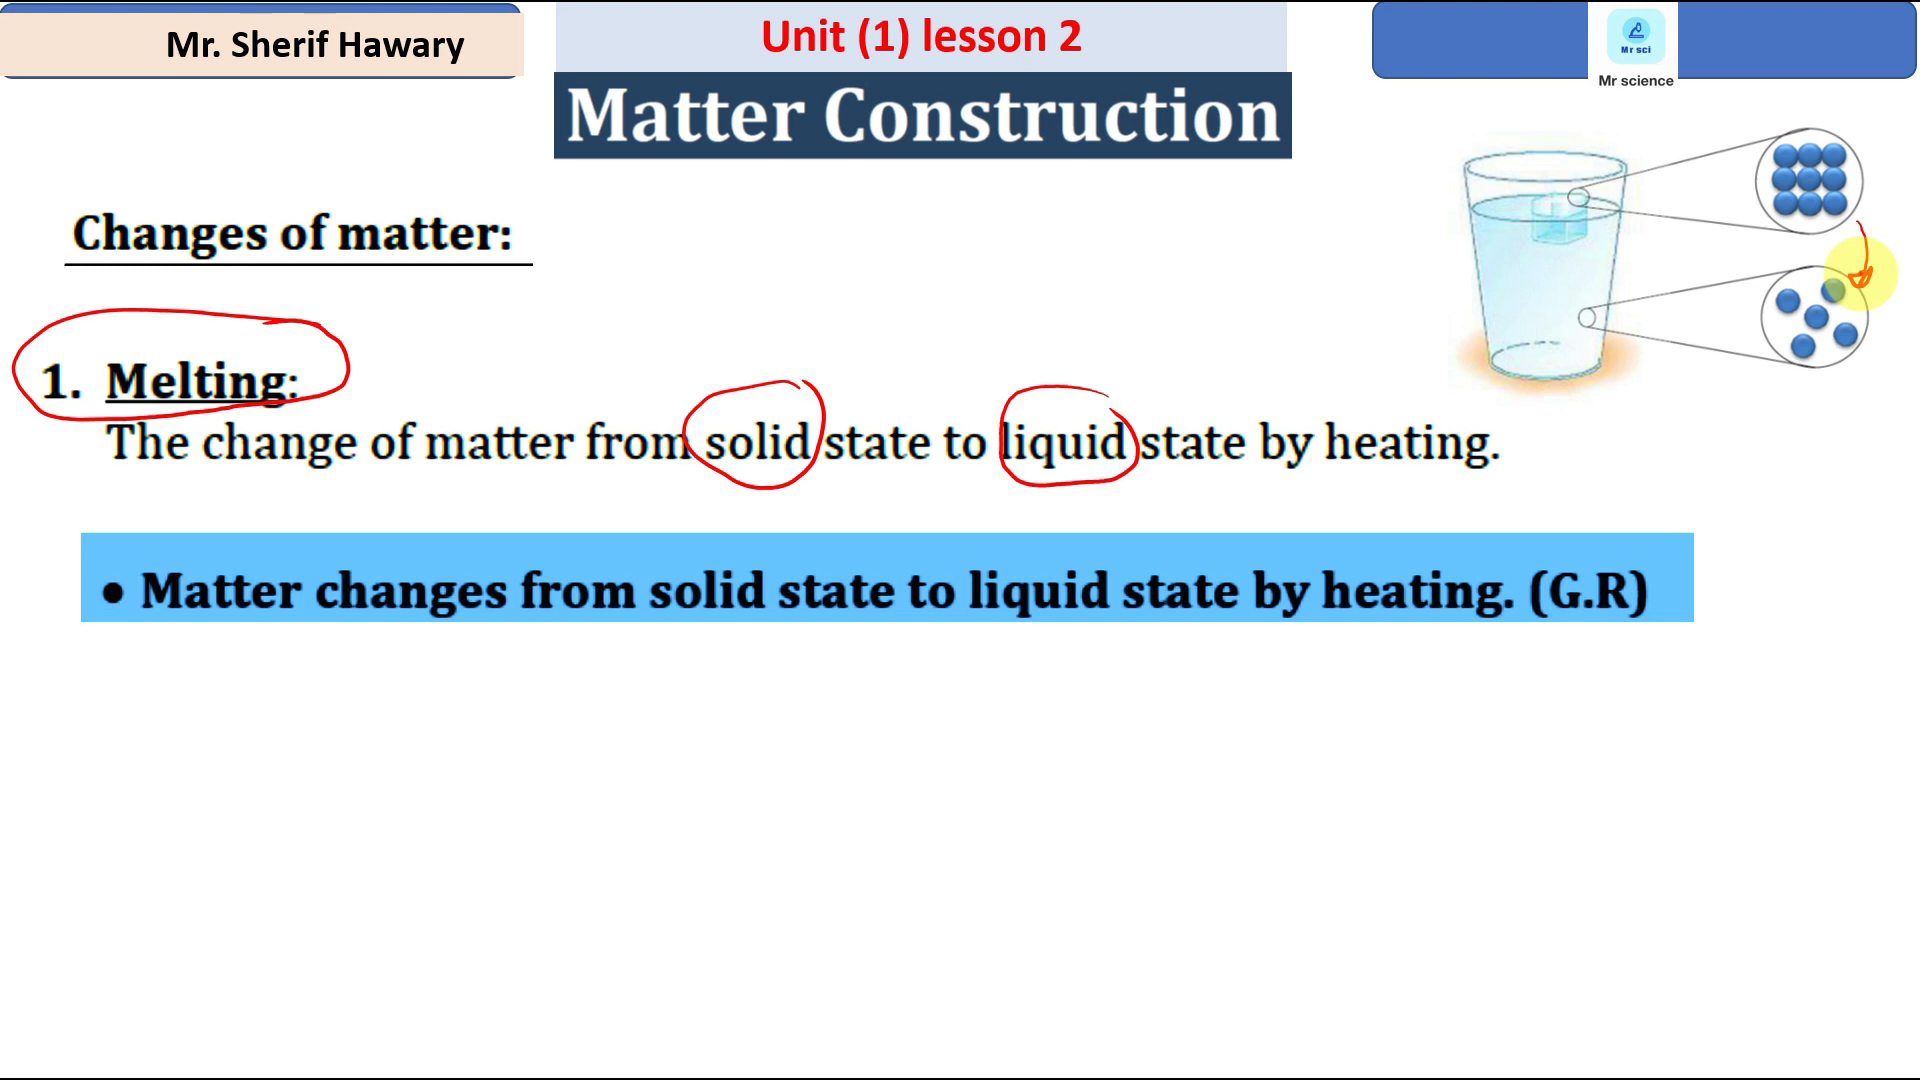 Mr. Sherif Hawary
Unit (1) lesson 2
Mr sci
Mr science
Matter Construction
Changes of matter:
1. Melting:
The change of matter from solid state to liquid state by heating.
• Matter changes from solid state to liquid state by heating. (G.R)